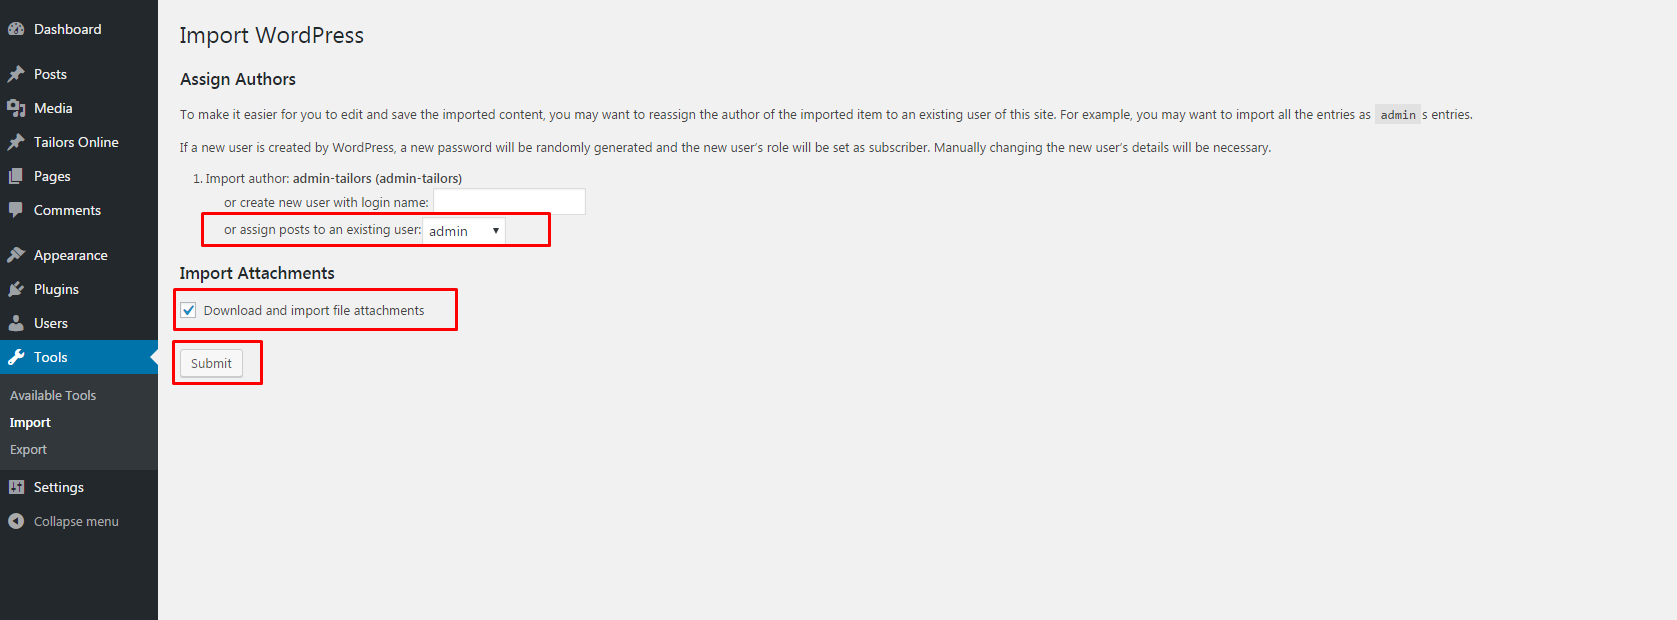 Dashboard
Posts
Media
Tailors Online
Pages
Comments
Appearance
Plugins
Users
Tools
Available Tools
Import
Export
Settings
Collapse menu
Import WordPress
Assign Authors
To make it easier for you to edit and save the imported content, you may want to reassign the author of the imported item to an existing user of this site. For example, you may want to import all the entries as admin s entries.
If a new user is created by WordPress, a new password will be randomly generated and the new user’s role will be set as subscriber. Manually changing the new user’s details will be necessary.
1. Import author: admin-tailors (admin-tailors)
or create new user with login name:
or assign posts to an existing user: admin
Import Attachments
Download and import file attachments
Submit